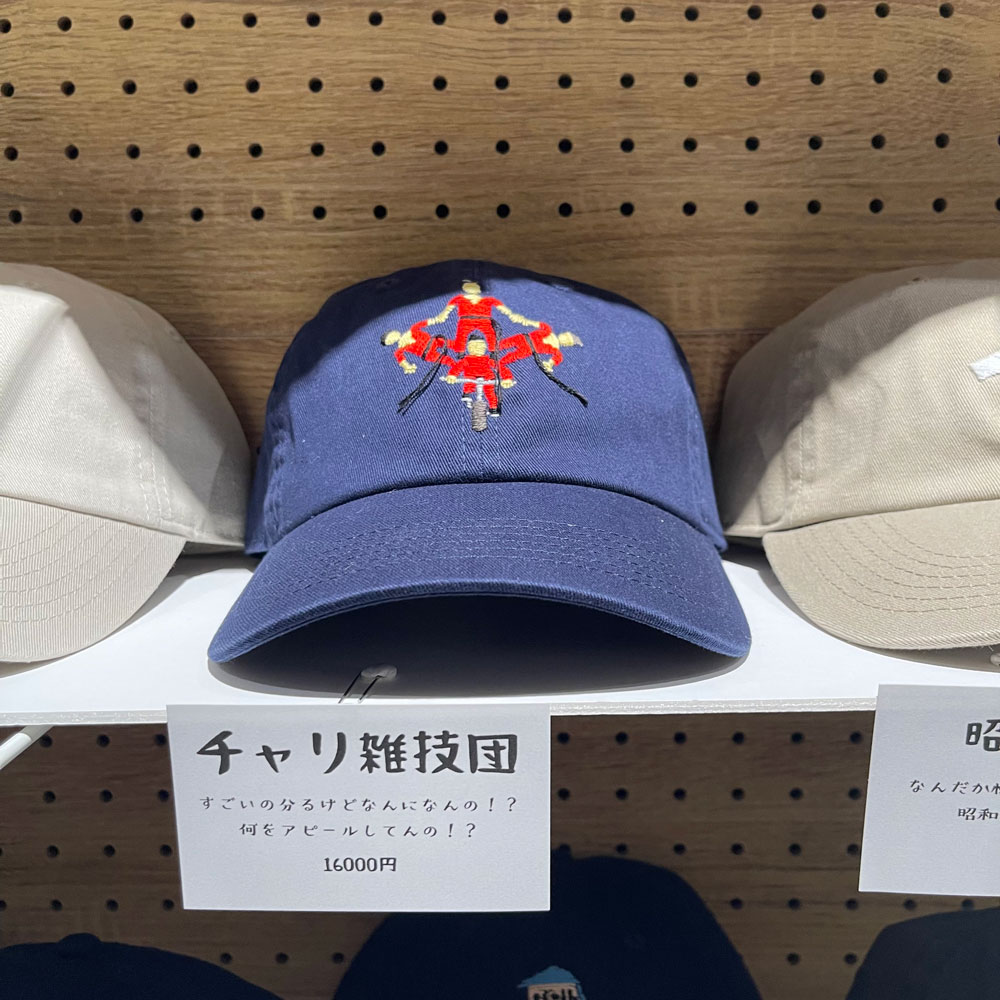 チャリ雑技団
すごいの分るけどなんになんの！？
何をアピールしてんの！？
16000円
昭
なんだか
昭和